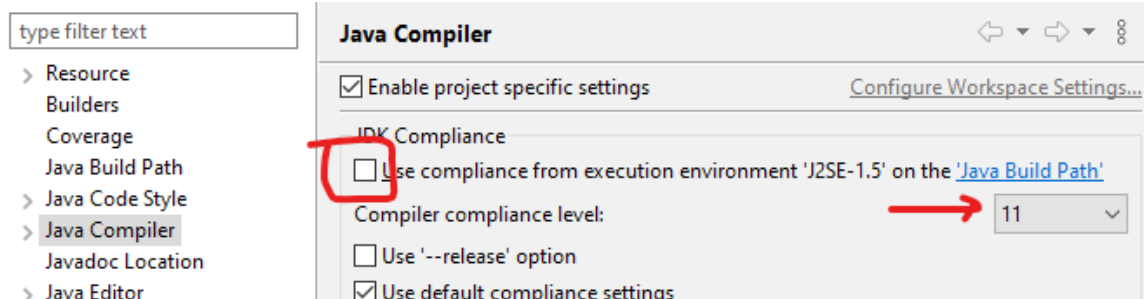 type filter text
Resource
Builders
Coverage
Java Build Path
Java Code Style
Java Compiler
Javadoc Location
Java Editor
Java Compiler
Enable project specific settings
Configure Workspace Settings...
JDK Compliance
Use compliance from execution environment 'J2SE-1.5' on the 'Java Build Path'
Compiler compliance level:
11
Use '--release' option
Use default compliance settings